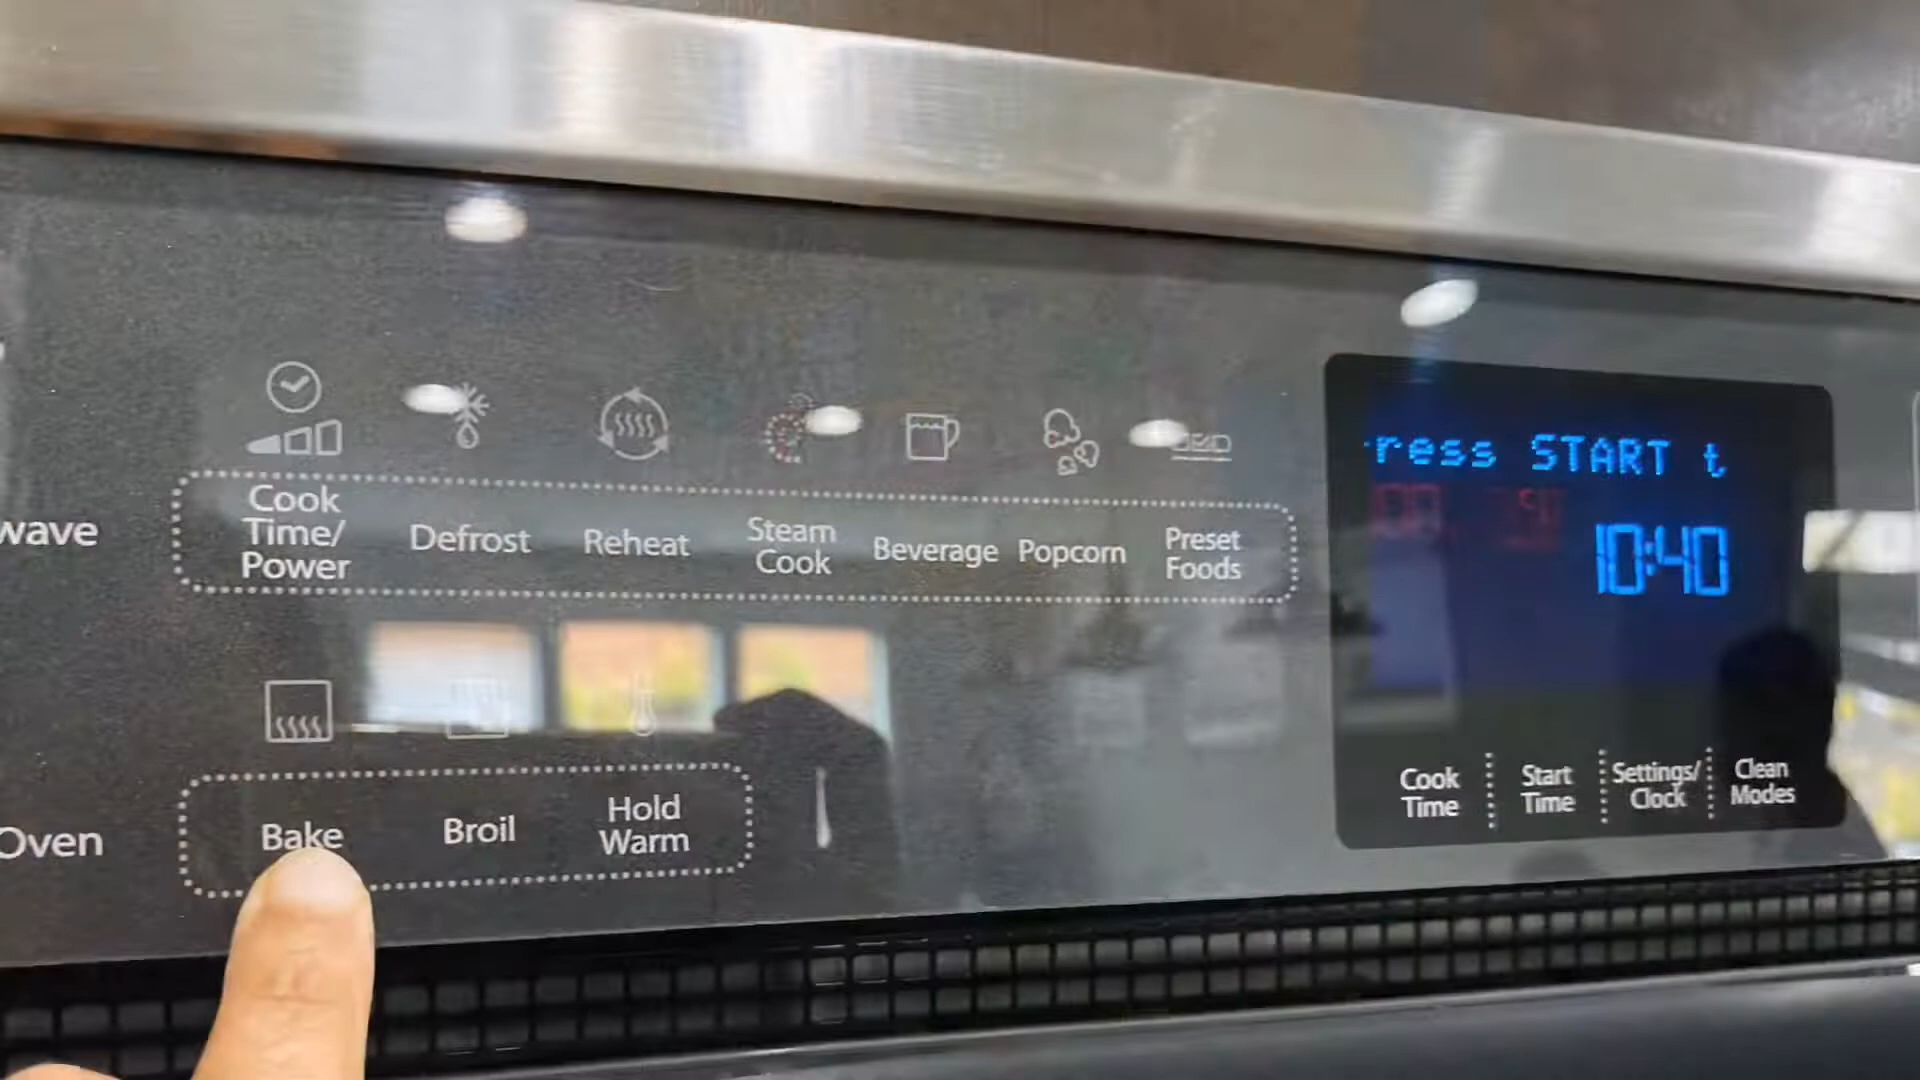 ress START t
10:40
wave
Cook Time/ Power
Defrost
Reheat
Steam Cook
Beverage
Popcorn
Preset Foods
Oven
Bake
Broil
Hold Warm
Cook Time
Start Time
Settings/ Clock
Clean Modes